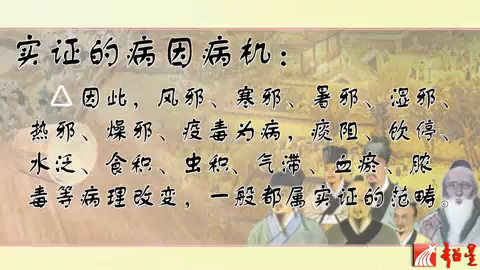 实证的病因病机：
△因此，风邪、寒邪、暑邪、湿邪、
热邪、燥邪、疫毒为病，痰阻、饮停、
水泛、食积、虫积、气滞、血瘀、脓
毒等病理改变，一般都属实证的范畴。